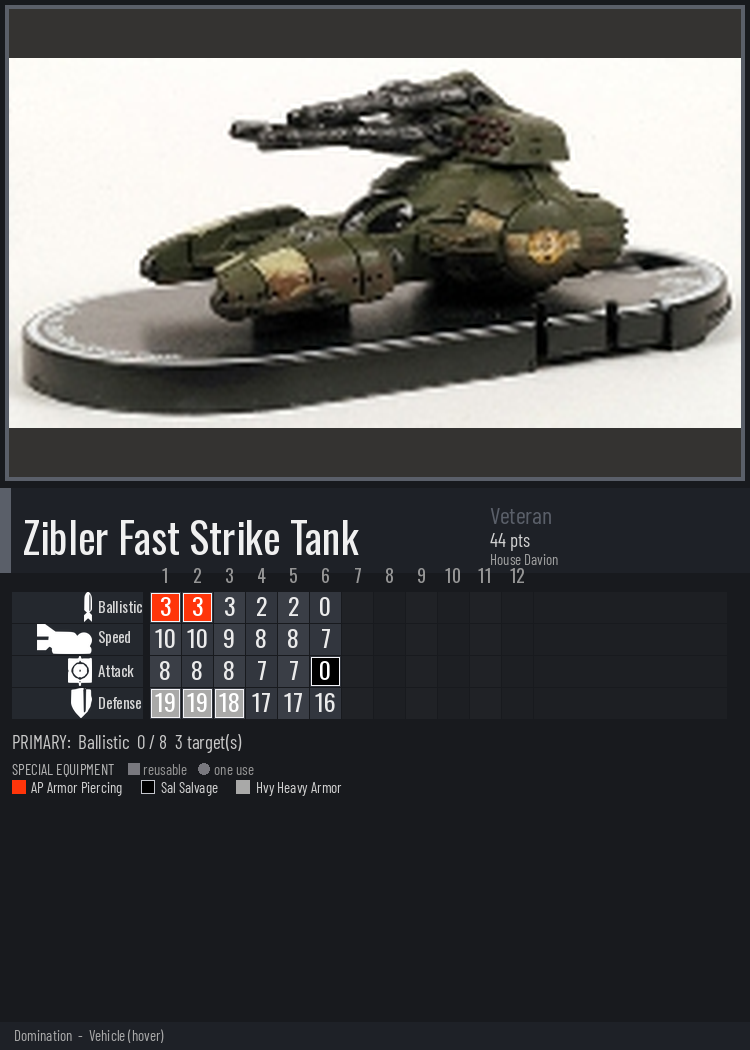 Zibler Fast Strike Tank
Veteran
44 pts
House Davion
1 2 3 4 5 6 7 8 9 10 11 12
Ballistic 3 3 3 2 2 0
Speed 10 10 9 8 8 7
Attack 8 8 8 7 7 0
Defense 19 19 18 17 17 16
PRIMARY: Ballistic 0 / 8 3 target(s)
SPECIAL EQUIPMENT reusable one use
AP Armor Piercing Sal Salvage Hvy Heavy Armor
Domination - Vehicle (hover)